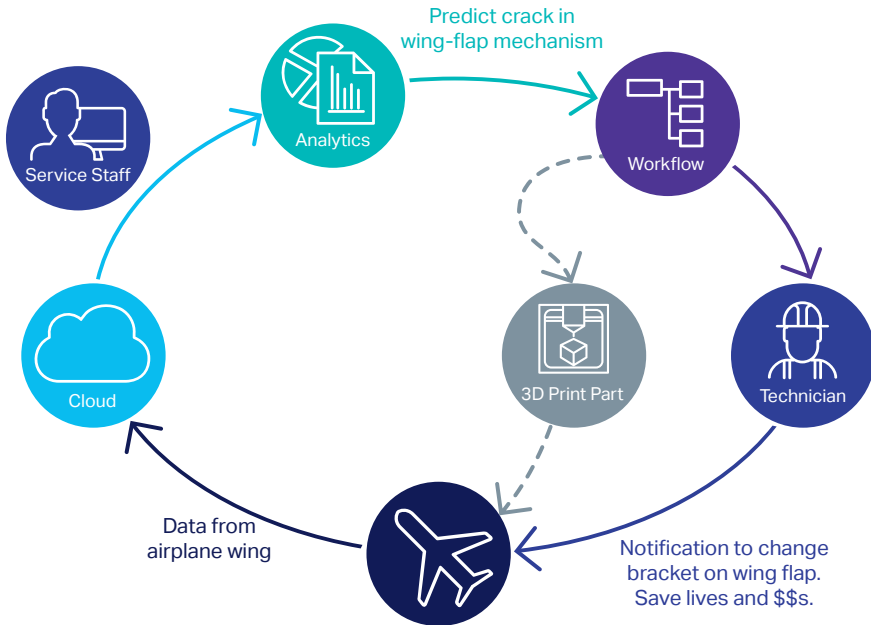 Predict crack in
wing-flap mechanism
Analytics
Service Staff
Workflow
Cloud
3D Print Part
Technician
Data from
airplane wing
Notification to change
bracket on wing flap.
Save lives and $$s.